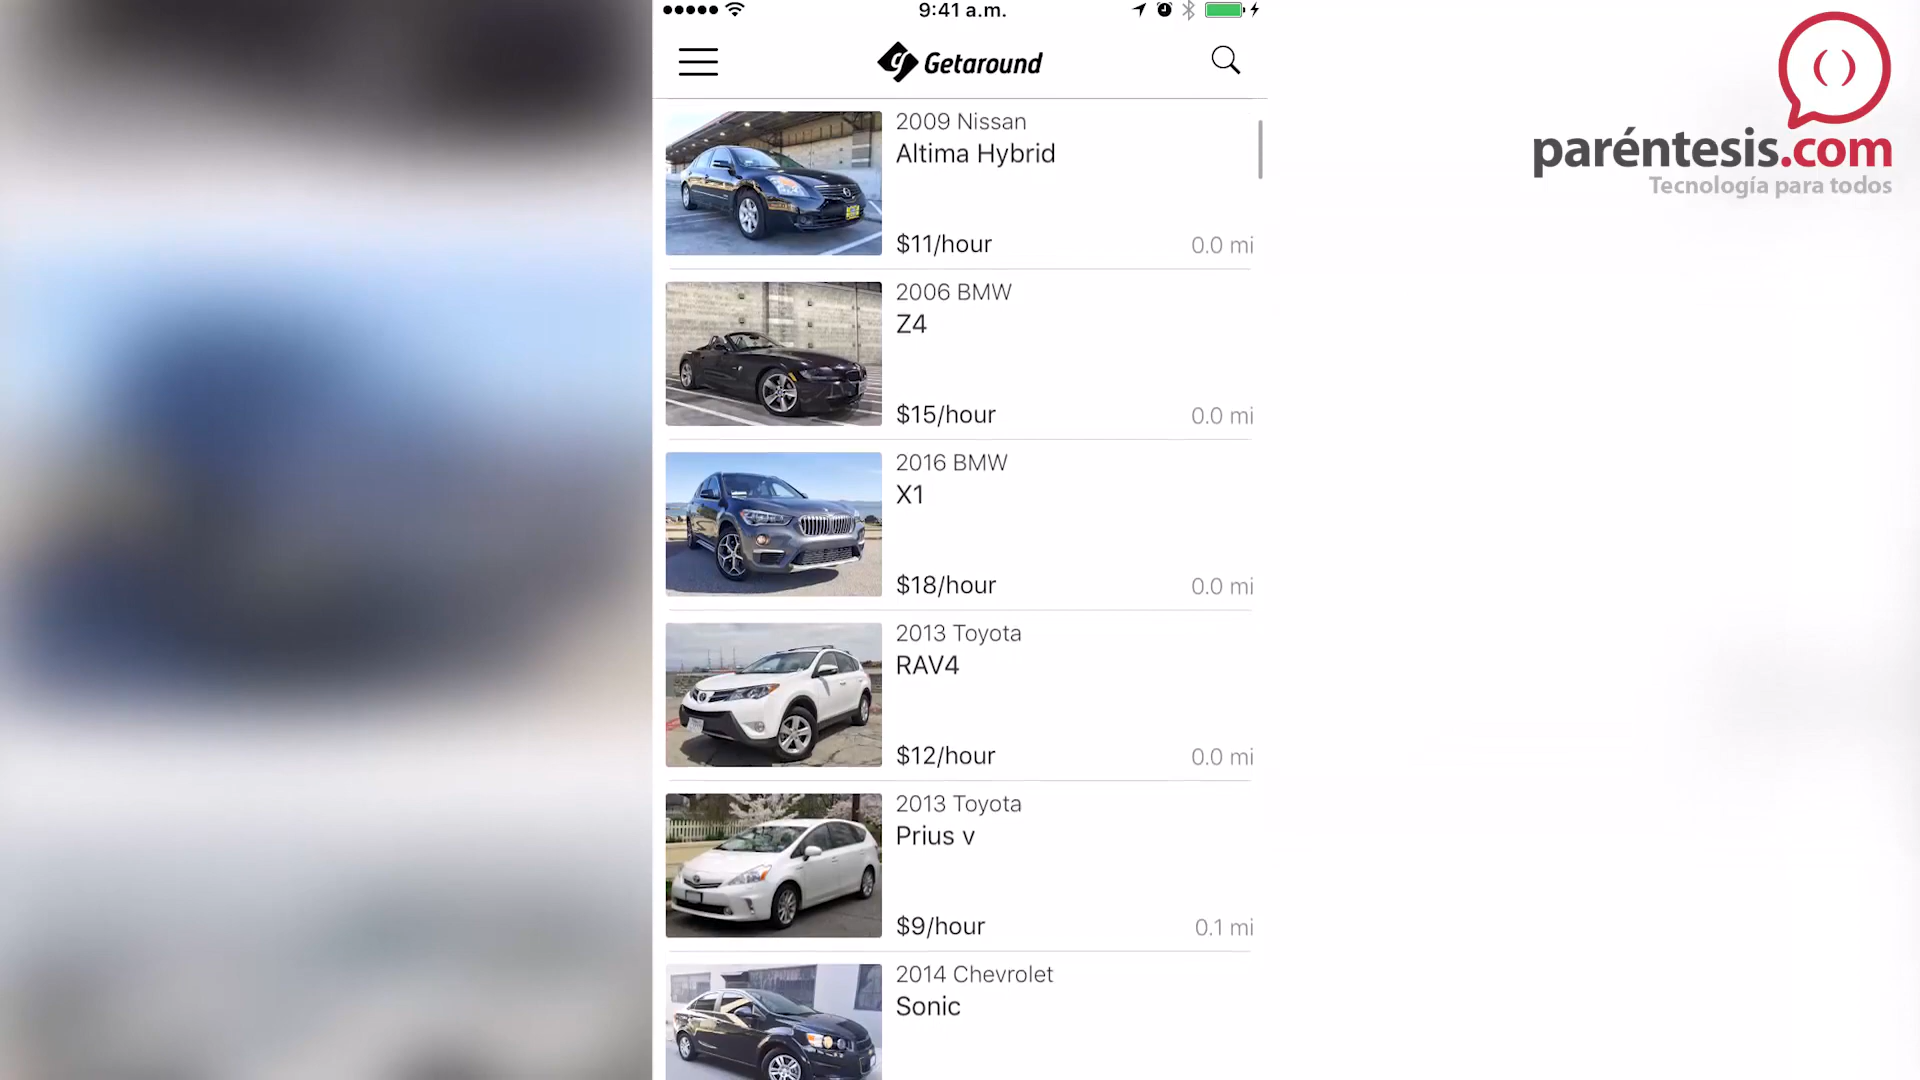 9:41 a.m.
Getaround
2009 Nissan
Altima Hybrid
$11/hour
0.0 mi
2006 BMW
Z4
$15/hour
0.0 mi
2016 BMW
X1
$18/hour
0.0 mi
2013 Toyota
RAV4
$12/hour
0.0 mi
2013 Toyota
Prius v
$9/hour
0.1 mi
2014 Chevrolet
Sonic
paréntesis.com
Tecnología para todos